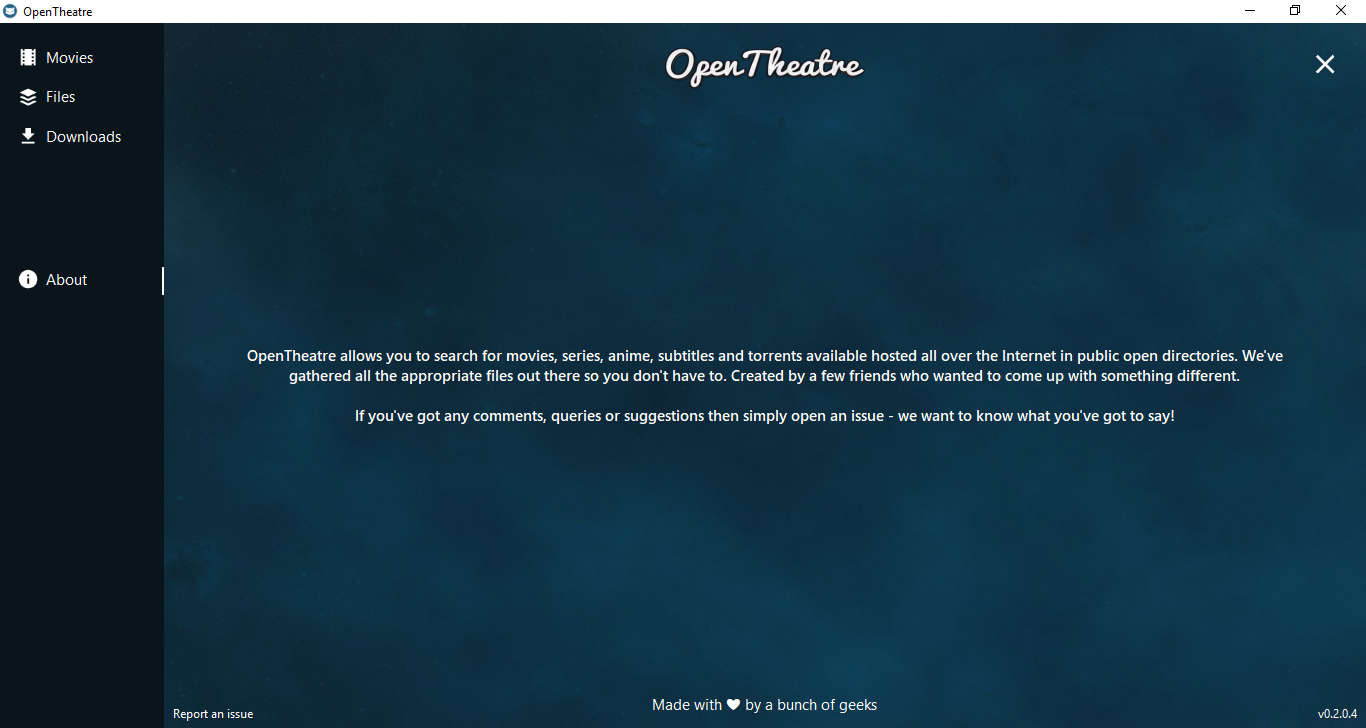 OpenTheatre
Movies
Files
Downloads
About
OpenTheatre
OpenTheatre allows you to search for movies, series, anime, subtitles and torrents available hosted all over the Internet in public open directories. We've
gathered all the appropriate files out there so you don't have to. Created by a few friends who wanted to come up with something different.
If you've got any comments, queries or suggestions then simply open an issue - we want to know what you've got to say!
Made with ♥ by a bunch of geeks
Report an issue
v0.2.0.4